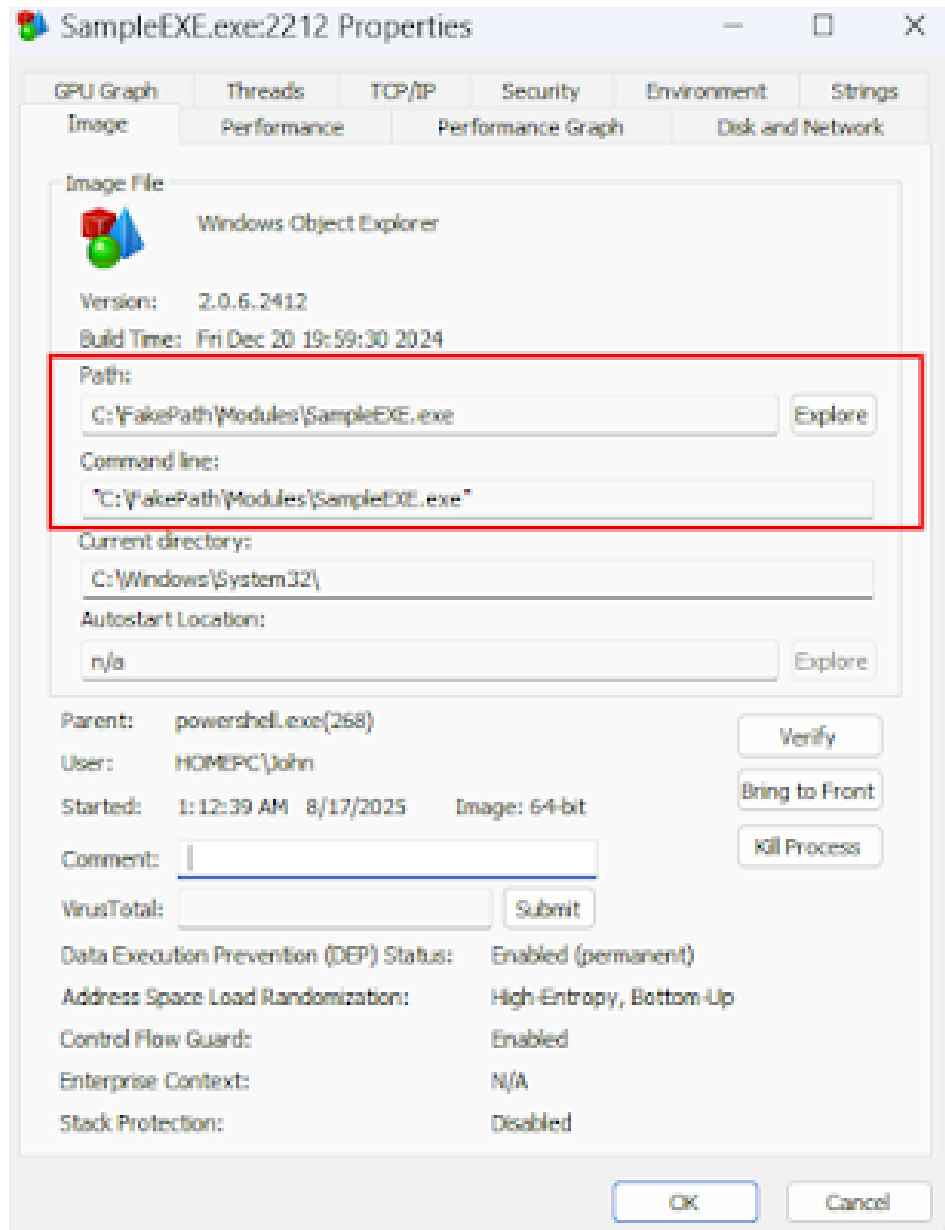 SampleEXE.exe:2212 Properties
GPU Graph Threads TCP/IP Security Environment Strings
Image Performance Performance Graph Disk and Network
Image File
Windows Object Explorer
Version: 2.0.6.2412
Build Time: Fri Dec 20 19:59:30 2024
Path:
C:\FakePath\Modules\SampleEXE.exe Explore
Command line:
"C:\FakePath\Modules\SampleEXE.exe"
Current directory:
C:\Windows\System32\
Autostart Location:
n/a Explore
Parent: powershell.exe(268)
Verify
User: HOMEPC\John
Bring to Front
Started: 1:12:39 AM 8/17/2025 Image: 64-bit
Kill Process
Comment:
VirusTotal: Submit
Data Execution Prevention (DEP) Status: Enabled (permanent)
Address Space Load Randomization: High-Entropy, Bottom-Up
Control Flow Guard: Enabled
Enterprise Context: N/A
Stack Protection: Disabled
OK Cancel